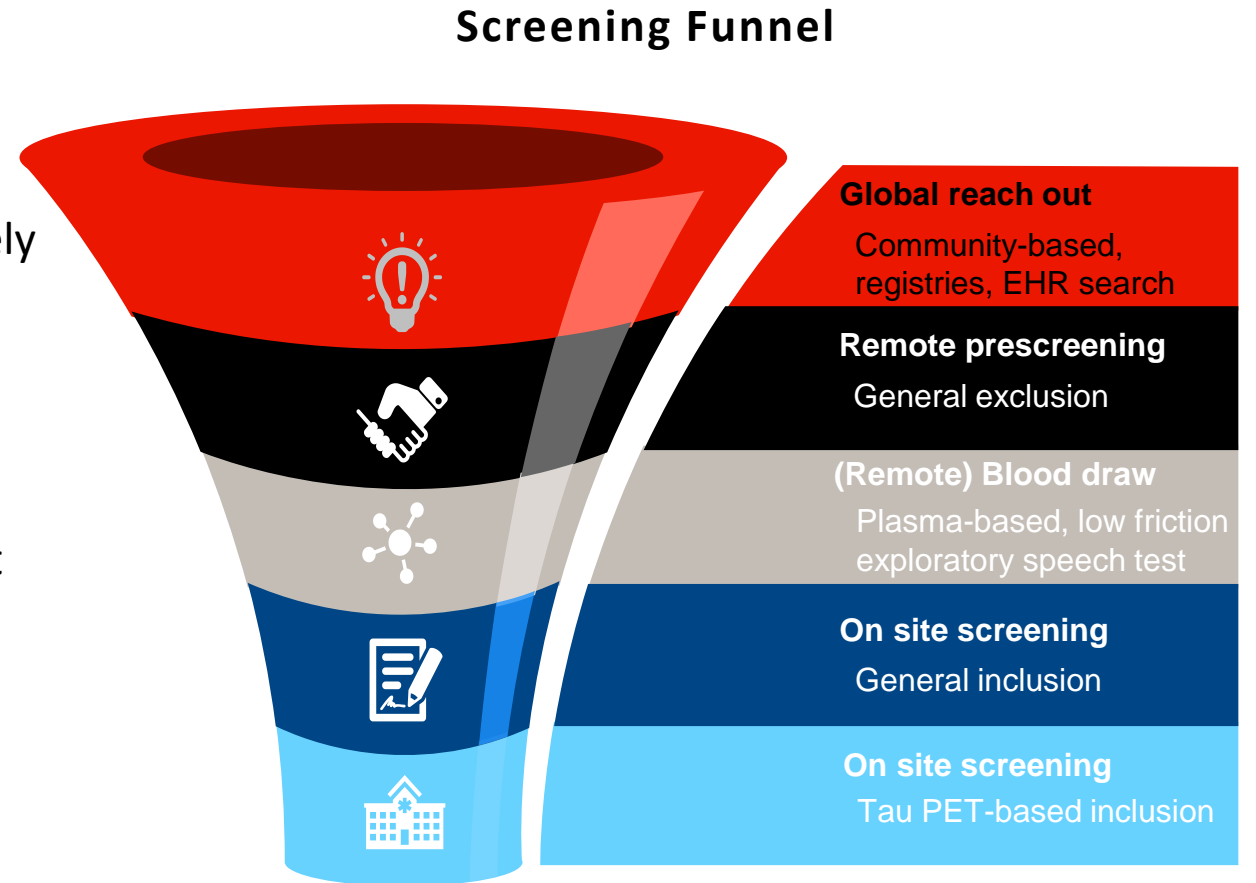 Screening Funnel
ely
Global reach out
Community-based,
registries, EHR search
Remote prescreening
General exclusion
(Remote) Blood draw
Plasma-based, low friction
exploratory speech test
t
On site screening
General inclusion
On site screening
Tau PET-based inclusion